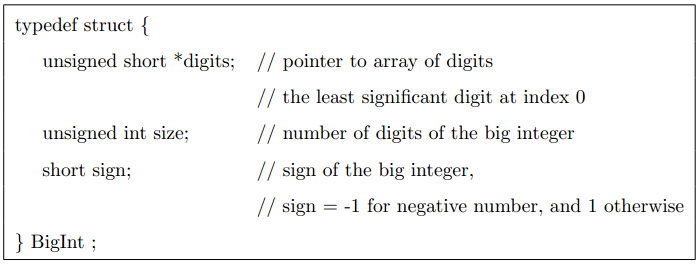 typedef struct {
unsigned short *digits; // pointer to array of digits
// the least significant digit at index 0
unsigned int size; // number of digits of the big integer
short sign; // sign of the big integer,
// sign = -1 for negative number, and 1 otherwise
} BigInt ;